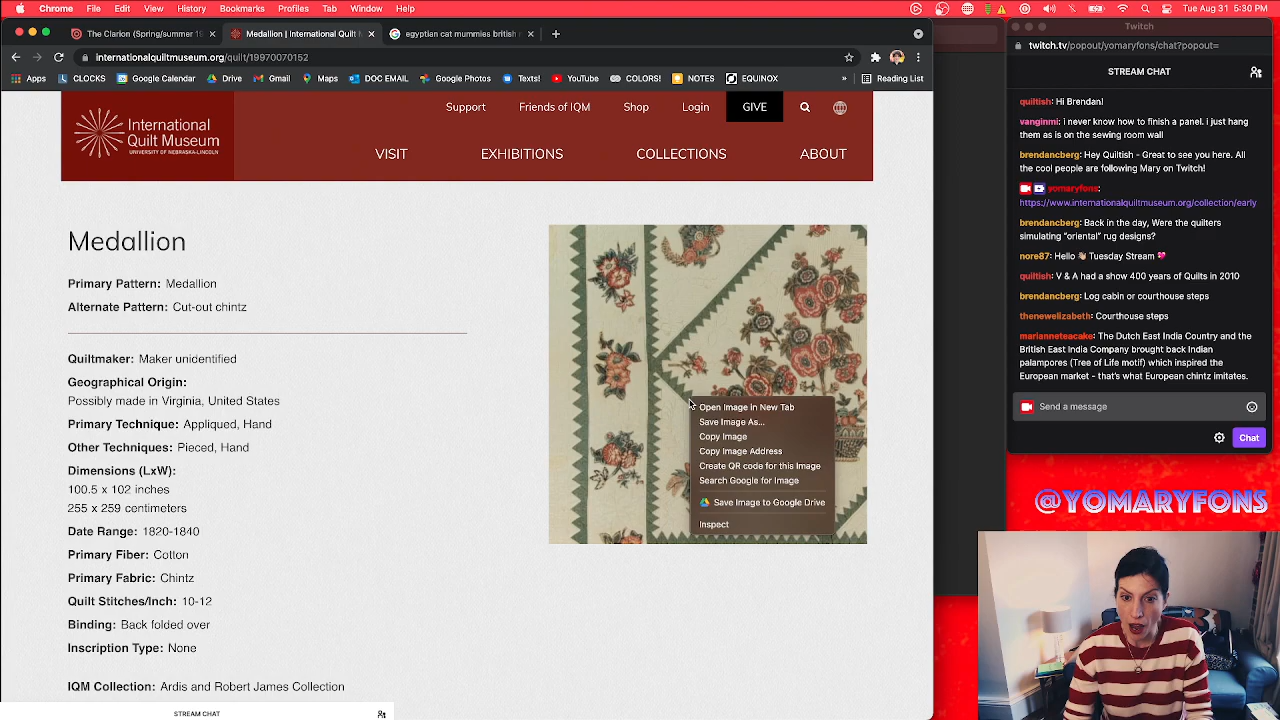 Chrome File Edit View History Bookmarks Profiles Tab Window Help
Tue Aug 31 5:30 PM
The Clarion (Spring/summer 19
Medallion | International Quilt M
egyptian cat mummies british m
internationalquiltmuseum.org/quilt/19970070152
Apps CLOCKS Google Calendar Drive Gmail Maps DOC EMAIL Google Photos Texts! YouTube COLORS! NOTES EQUINOX » Reading List
Support Friends of IQM Shop Login GIVE
International
Quilt Museum
UNIVERSITY OF NEBRASKA-LINCOLN
VISIT EXHIBITIONS COLLECTIONS ABOUT
Medallion
Primary Pattern: Medallion
Alternate Pattern: Cut-out chintz
Quiltmaker: Maker unidentified
Geographical Origin:
Possibly made in Virginia, United States
Primary Technique: Appliqued, Hand
Other Techniques: Pieced, Hand
Dimensions (LxW):
100.5 x 102 inches
255 x 259 centimeters
Date Range: 1820-1840
Primary Fiber: Cotton
Primary Fabric: Chintz
Quilt Stitches/Inch: 10-12
Binding: Back folded over
Inscription Type: None
IQM Collection: Ardis and Robert James Collection
Open Image in New Tab
Save Image As...
Copy Image
Copy Image Address
Create QR code for this Image
Search Google for Image
Save Image to Google Drive
Inspect
STREAM CHAT
Twitch
twitch.tv/popout/yomaryfons/chat?popout=
STREAM CHAT
quiltish: Hi Brendan!
vanginmi: i never know how to finish a panel. i just hang
them as is on the sewing room wall
brendancberg: Hey Quiltish - Great to see you here. All
the cool people are following Mary on Twitch!
yomaryfons:
https://www.internationalquiltmuseum.org/collection/early
brendancberg: Back in the day, Were the quilters
simulating "oriental" rug designs?
nore87: Hello 👋🏼 Tuesday Stream 💖
quiltish: V & A had a show 400 years of Quilts in 2010
brendancberg: Log cabin or courthouse steps
thenewelizabeth: Courthouse steps
marianneteacake: The Dutch East India Country and the
British East India Company brought back Indian
palampores (Tree of Life motif) which inspired the
European market - that's what European chintz imitates.
Send a message
Chat
@YOMARYFONS